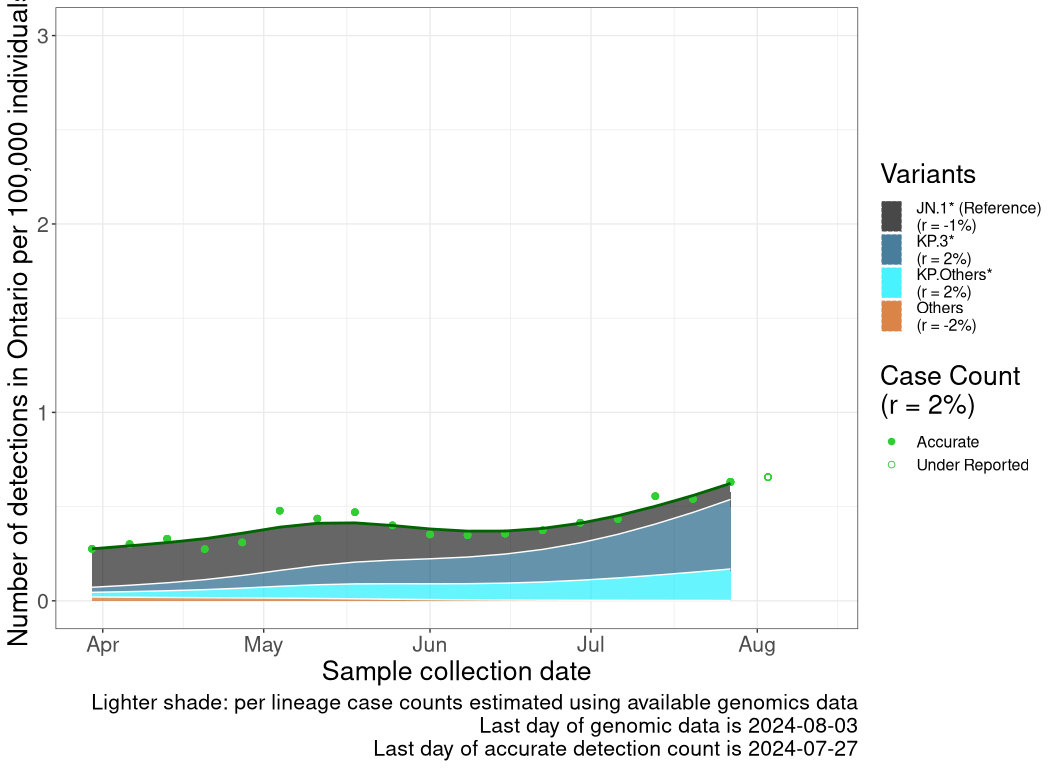 Number of detections in Ontario per 100,000 individuals
3
2
1
0
Apr
May
Jun
Jul
Aug
Sample collection date
Lighter shade: per lineage case counts estimated using available genomics data
Last day of genomic data is 2024-08-03
Last day of accurate detection count is 2024-07-27
Variants
JN.1* (Reference)
(r = -1%)
KP.3*
(r = 2%)
KP.Others*
(r = 2%)
Others
(r = -2%)
Case Count
(r = 2%)
Accurate
Under Reported